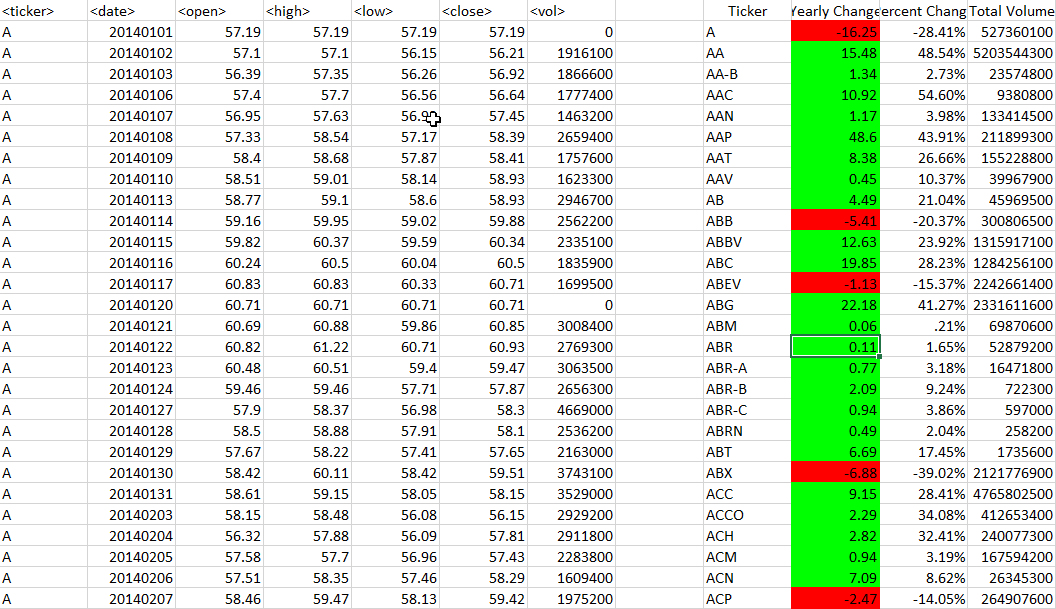 <ticker> <date> <open> <high> <low> <close> <vol> Ticker Yearly Change ercent Chang Total Volume
A 20140101 57.19 57.19 57.19 57.19 0 A -16.25 -28.41% 527360100
A 20140102 57.1 57.1 56.15 56.21 1916100 AA 15.48 48.54% 5203544300
A 20140103 56.39 57.35 56.26 56.92 1866600 AA-B 1.34 2.73% 23574800
A 20140106 57.4 57.7 56.56 56.64 1777400 AAC 10.92 54.60% 9380800
A 20140107 56.95 57.63 57.45 1463200 AAN 1.17 3.98% 133414500
A 20140108 57.33 58.54 57.17 58.39 2659400 AAP 48.6 43.91% 211899300
A 20140109 58.4 58.68 57.87 58.41 1757600 AAT 8.38 26.66% 155228800
A 20140110 58.51 59.01 58.14 58.93 1623300 AAV 0.45 10.37% 39967900
A 20140113 58.77 59.1 58.6 58.93 2946700 AB 4.49 21.04% 45969500
A 20140114 59.16 59.95 59.02 59.88 2562200 ABB -5.41 -20.37% 300806500
A 20140115 59.82 60.37 59.59 60.34 2335100 ABBV 12.63 23.92% 1315917100
A 20140116 60.24 60.5 60.04 60.5 1835900 ABC 19.85 28.23% 1284256100
A 20140117 60.83 60.83 60.33 60.71 1699500 ABEV -1.13 -15.37% 2242661400
A 20140120 60.71 60.71 60.71 60.71 0 ABG 22.18 41.27% 2331611600
A 20140121 60.69 60.88 59.86 60.85 3008400 ABM 0.06 .21% 69870600
A 20140122 60.82 61.22 60.71 60.93 2769300 ABR 0.11 1.65% 52879200
A 20140123 60.48 60.51 59.4 59.47 3063500 ABR-A 0.77 3.18% 16471800
A 20140124 59.46 59.46 57.71 57.87 2656300 ABR-B 2.09 9.24% 722300
A 20140127 57.9 58.37 56.98 58.3 4669000 ABR-C 0.94 3.86% 597000
A 20140128 58.5 58.88 57.91 58.1 2536200 ABRN 0.49 2.04% 258200
A 20140129 57.67 58.22 57.41 57.65 2163000 ABT 6.69 17.45% 1735600
A 20140130 58.42 60.11 58.42 59.51 3743100 ABX -6.88 -39.02% 2121776900
A 20140131 58.61 59.15 58.05 58.15 3529000 ACC 9.15 28.41% 4765802500
A 20140203 58.15 58.48 56.08 56.15 2929200 ACCO 2.29 34.08% 412653400
A 20140204 56.32 57.88 56.09 57.81 2911800 ACH 2.82 32.41% 240077300
A 20140205 57.58 57.7 56.96 57.43 2283800 ACM 0.94 3.19% 167594200
A 20140206 57.51 58.35 57.46 58.29 1609400 ACN 7.09 8.62% 26345300
A 20140207 58.46 59.47 58.13 59.42 1975200 ACP -2.47 -14.05% 264907600